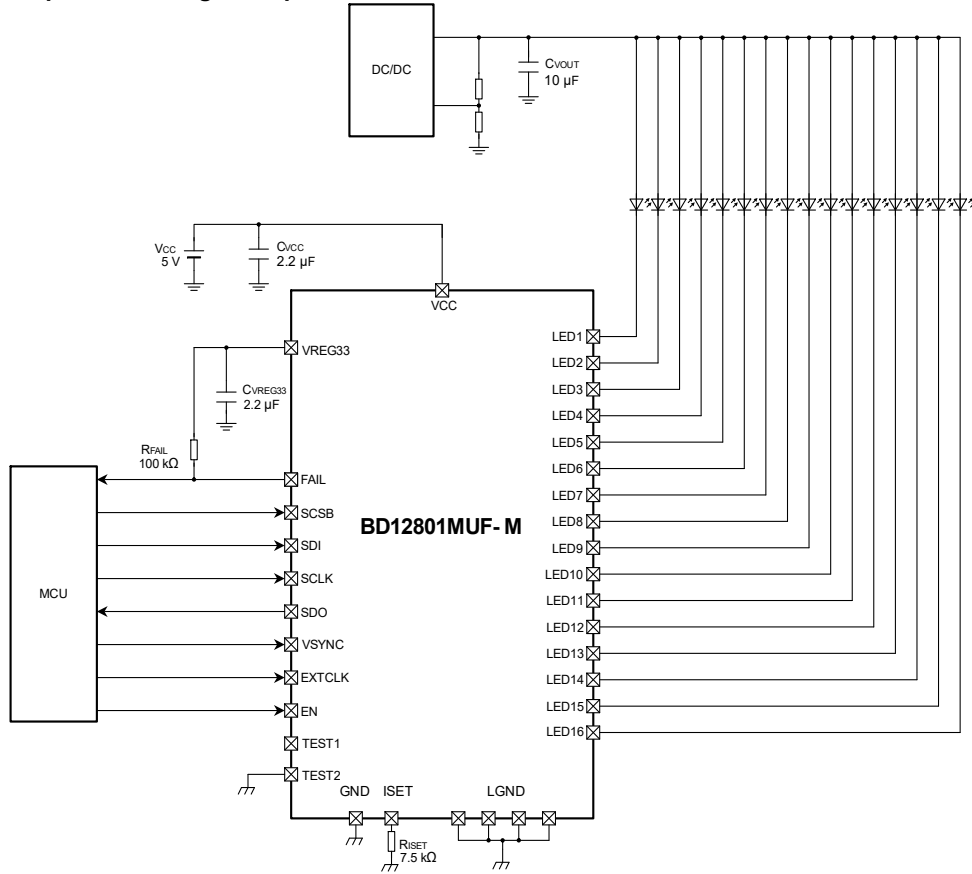 DC/DC
CVOUT
10 µF
VCC
5 V
CVCC
2.2 µF
VCC
VREG33
CVREG33
2.2 µF
RFAIL
100 kΩ
MCU
FAIL
SCSB
SDI
SCLK
SDO
VSYNC
EXTCLK
EN
TEST1
TEST2
BD12801MUF-M
LED1
LED2
LED3
LED4
LED5
LED6
LED7
LED8
LED9
LED10
LED11
LED12
LED13
LED14
LED15
LED16
GND ISET LGND
RISET
7.5 kΩ